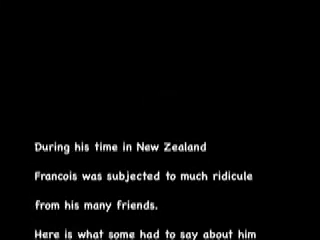 During his time in New Zealand
Francois was subjected to much ridicule
from his many friends.
Here is what some had to say about him